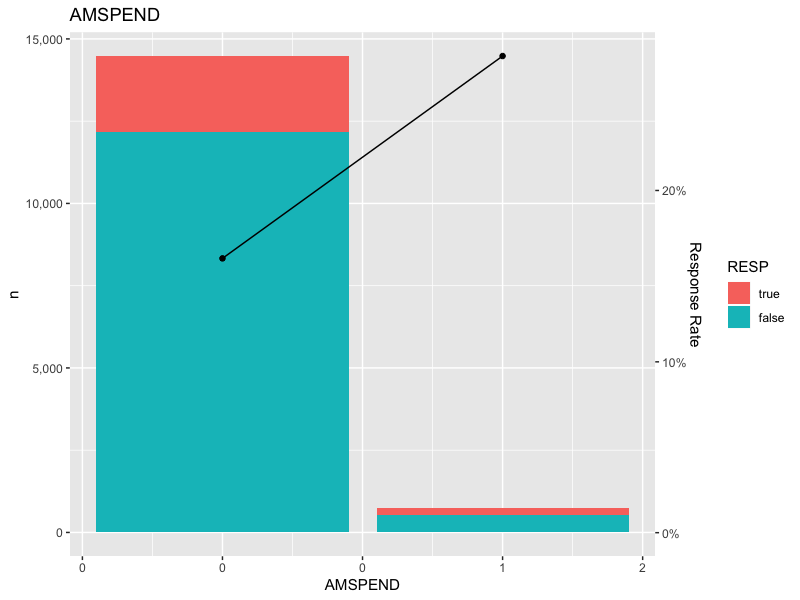 AMSPEND
15,000
10,000
5,000
0
n
20%
10%
0%
Response Rate
RESP
true
false
0 0 0 1 2
AMSPEND